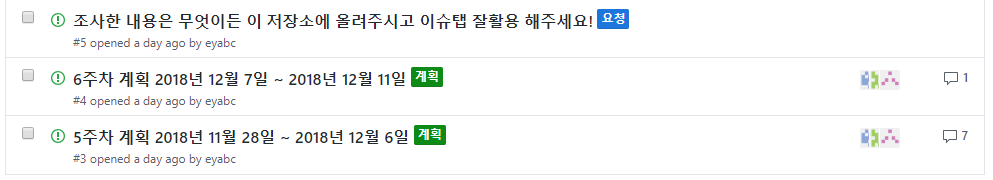 조사한 내용은 무엇이든 이 저장소에 올려주시고 이슈탭 잘활용 해주세요! 요청
#5 opened a day ago by eyabc
6주차 계획 2018년 12월 7일 ~ 2018년 12월 11일 계획 1
#4 opened a day ago by eyabc
5주차 계획 2018년 11월 28일 ~ 2018년 12월 6일 계획 7
#3 opened a day ago by eyabc